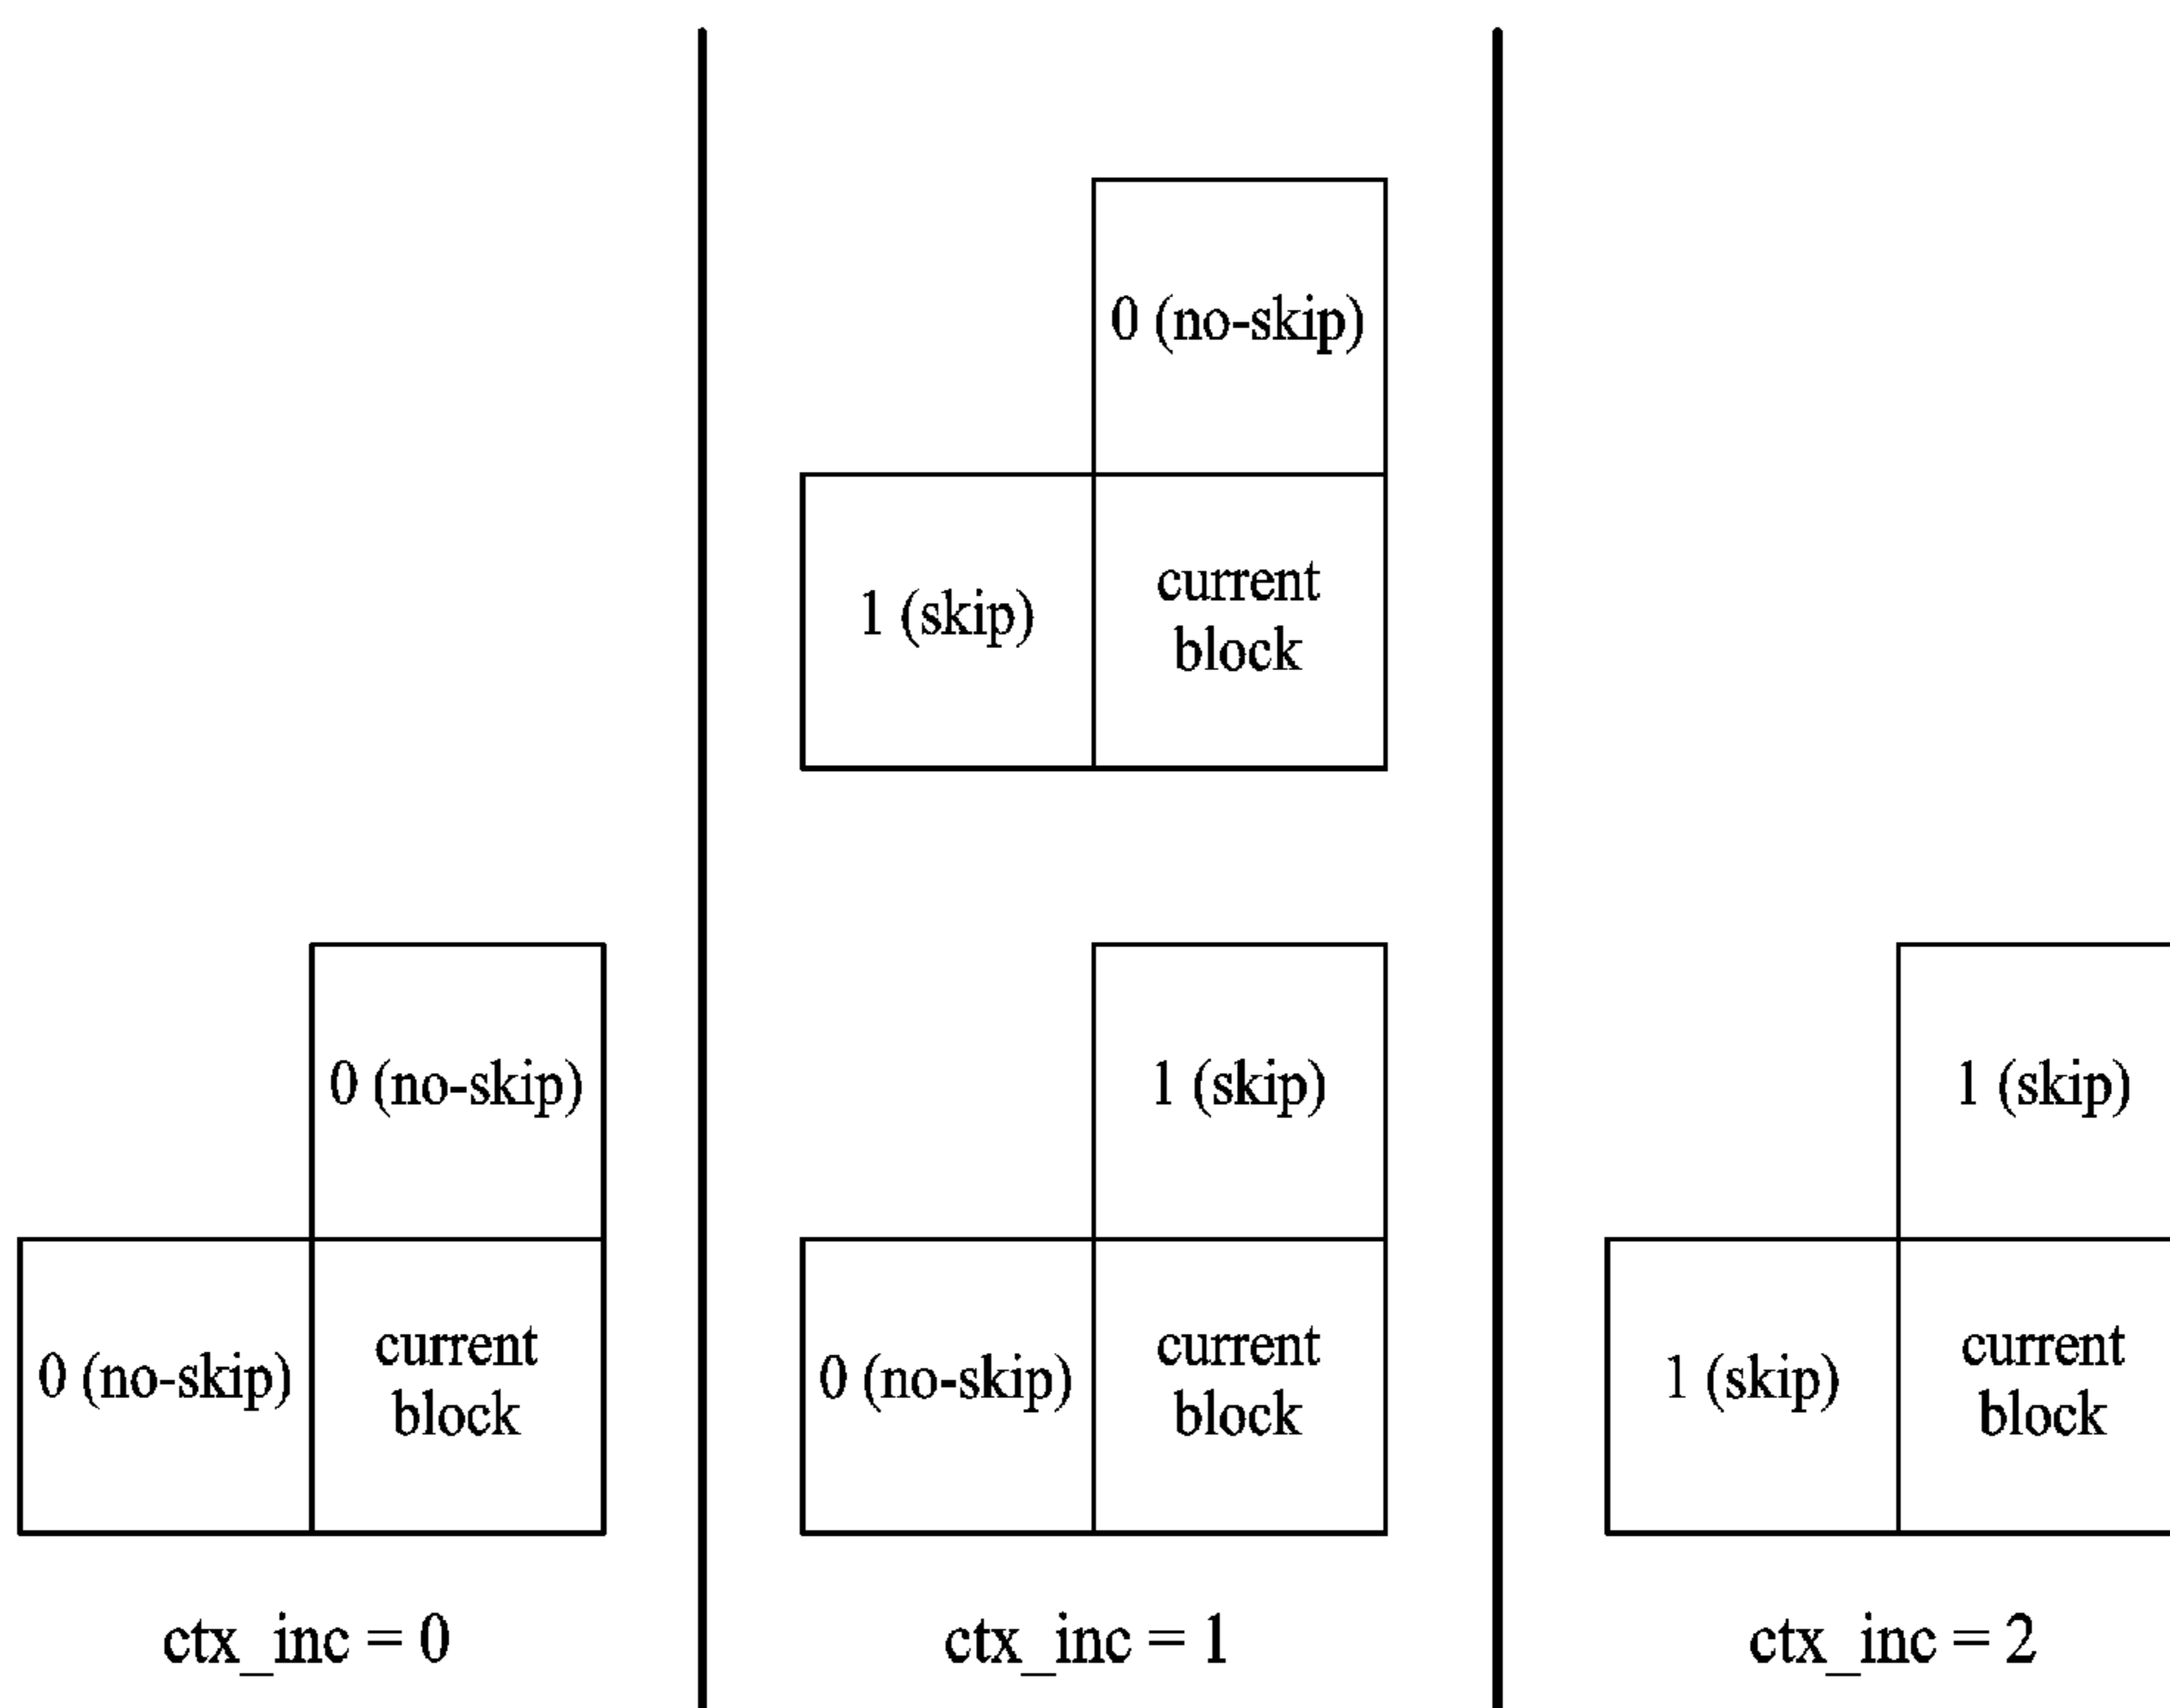 0 (no-skip)
0 (no-skip)
current
block
ctx_inc = 0
0 (no-skip)
1 (skip)
current
block
1 (skip)
0 (no-skip)
current
block
ctx_inc = 1
1 (skip)
1 (skip)
current
block
ctx_inc = 2